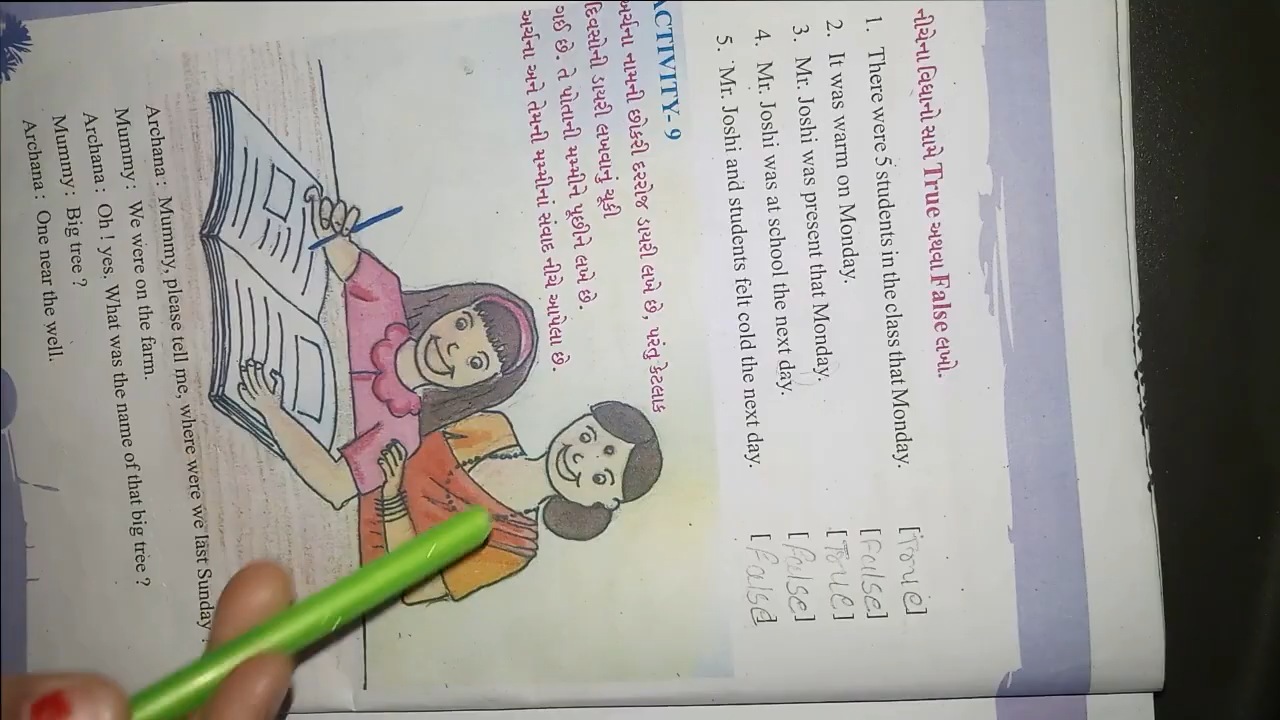 નીચેના વિધાનો સામે True અથવા False લખો.
1. There were 5 students in the class that Monday. [True]
2. It was warm on Monday. [False]
3. Mr. Joshi was present that Monday. [True]
4. Mr. Joshi was at school the next day. [False]
5. Mr. Joshi and students felt cold the next day. [False]
ACTIVITY-9
અર્ચના નામની છોકરી દરરોજ ડાયરી લખે છે, પરંતુ કેટલાક
દિવસોની ડાયરી લખવાનું ચૂકી
ગઈ છે. તે પોતાની મમ્મીને પૂછીને લખે છે.
અર્ચના અને તેમની મમ્મીનાં સંવાદ નીચે આપેલા છે.
Archana : Mummy, please tell me, where were we last Sunday ?
Mummy : We were on the farm.
Archana : Oh ! yes. What was the name of that big tree ?
Mummy : Big tree ?
Archana : One near the well.